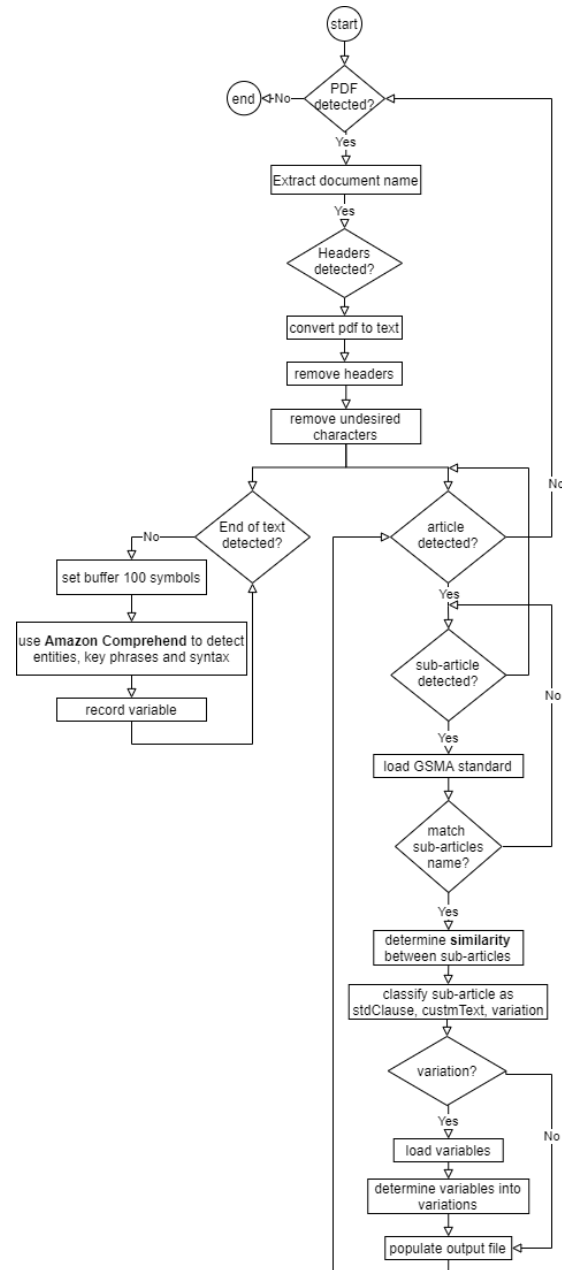 start
PDF
detected?
No
end
Yes
Extract document name
Yes
Headers
detected?
convert pdf to text
remove headers
remove undesired
characters
End of text
detected?
No
set buffer 100 symbols
use Amazon Comprehend to detect
entities, key phrases and syntax
record variable
article
detected?
No
Yes
sub-article
detected?
No
Yes
load GSMA standard
match
sub-articles
name?
Yes
determine similarity
between sub-articles
classify sub-article as
stdClause, custmText, variation
variation?
Yes
No
load variables
determine variables into
variations
populate output file